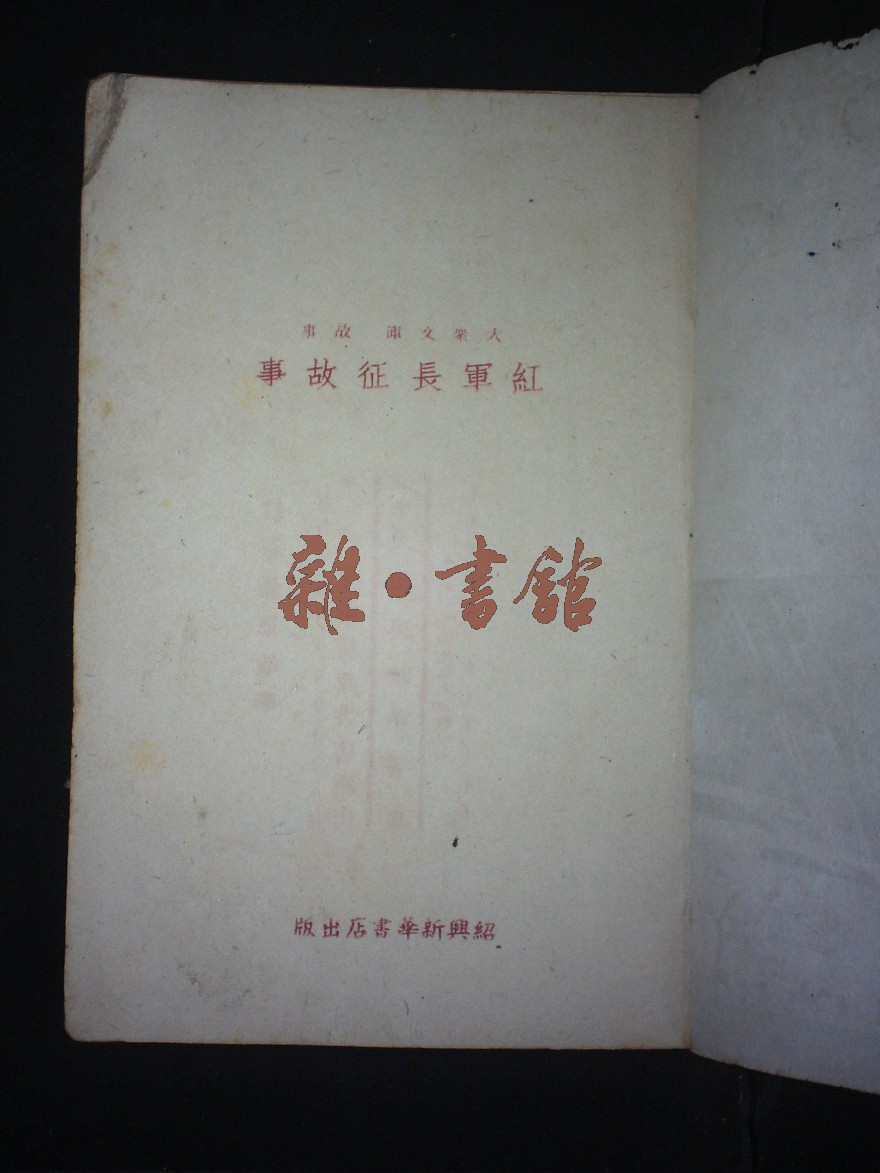 大衆文庫 故事
紅軍長征故事
雜·書館
紹興新華書店出版